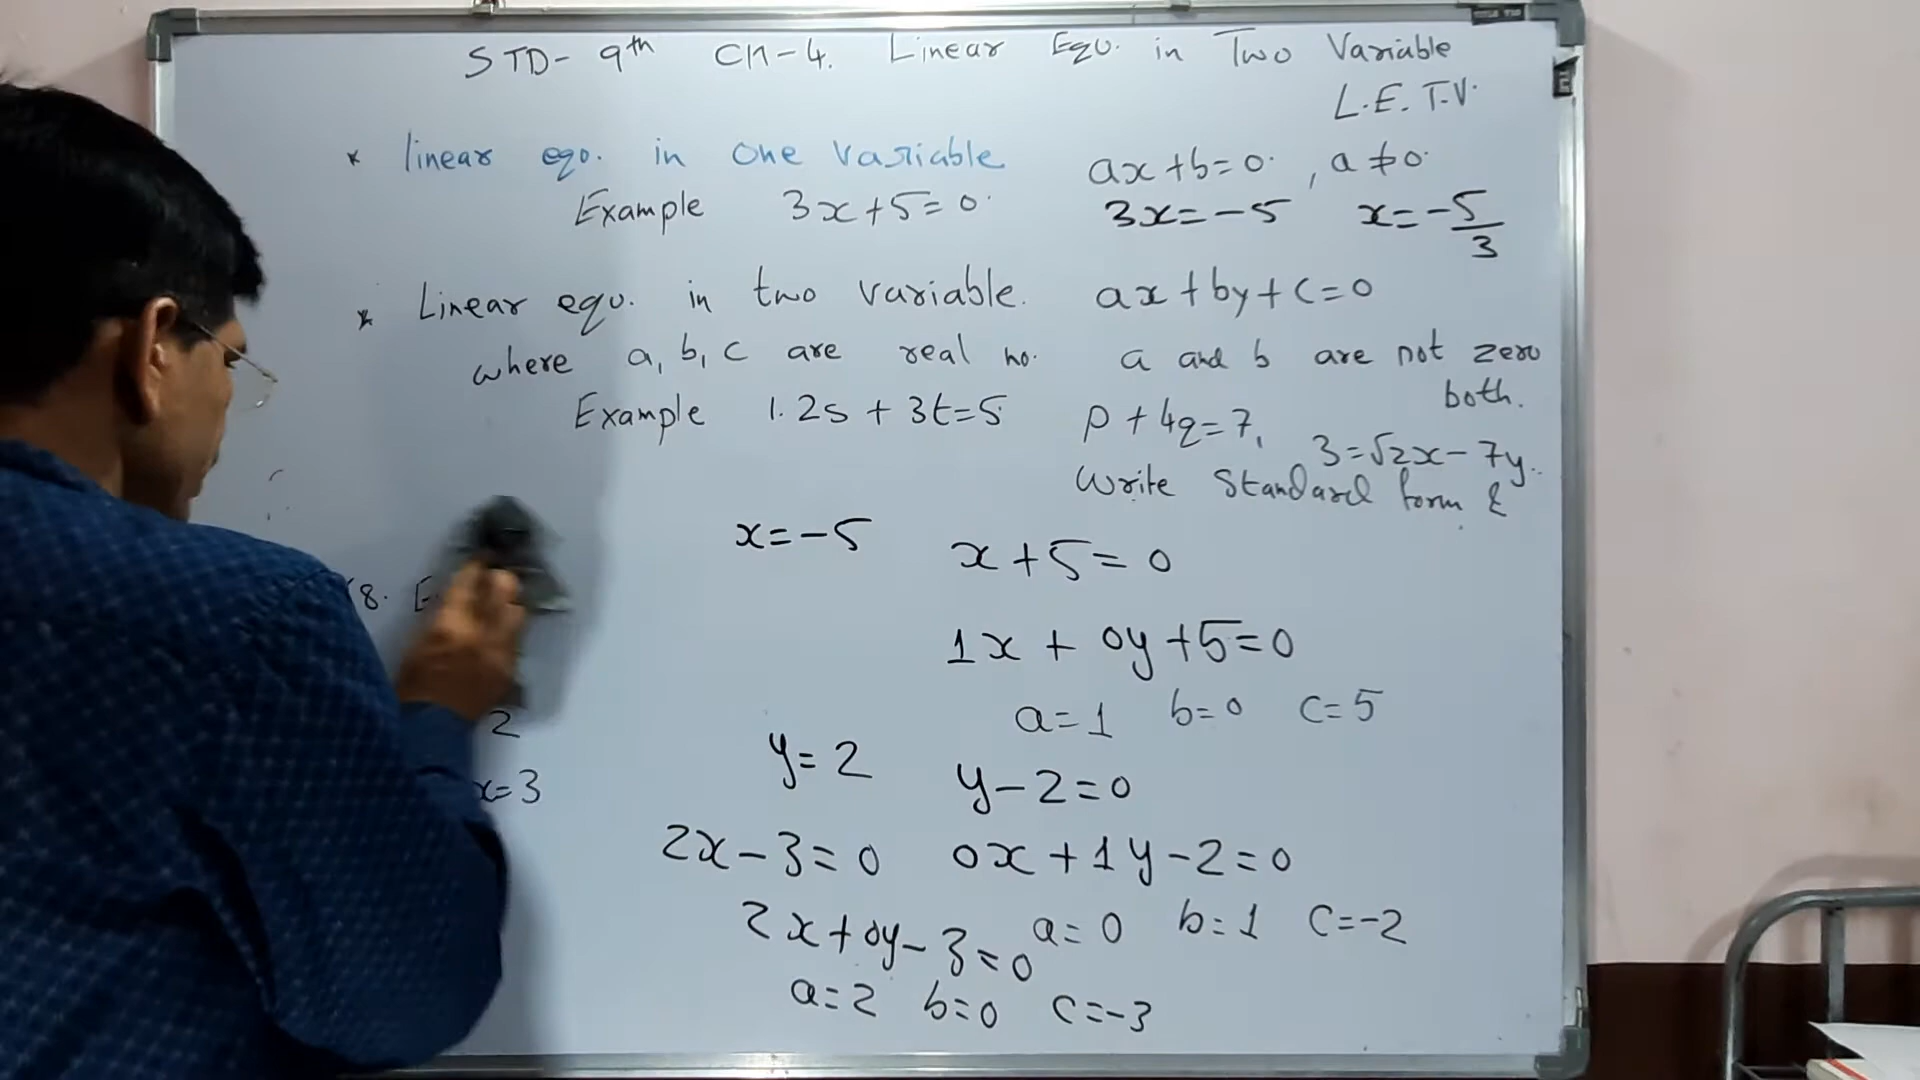 STD- 9th CH-4. Linear Equ. in Two Variable
L.E.T.V.
* linear eqo. in one variable ax+b=0. , a≠0.
Example 3x+5=0. 3x=-5 x=-5/3
* Linear equ. in two variable. ax+by+c=0
where a, b, c are real no. a and b are not zero both.
Example 1.2s + 3t=5 p+4q=7, 3=√2x-7y.
Write Standard form &
x=-5 x+5=0
1x + 0y+5=0
a=1 b=0 c=5
2
y=2 y-2=0
x=3
2x-3=0 0x+1y-2=0
2x+0y-3=0 a=0 b=1 c=-2
a=2 b=0 c=-3